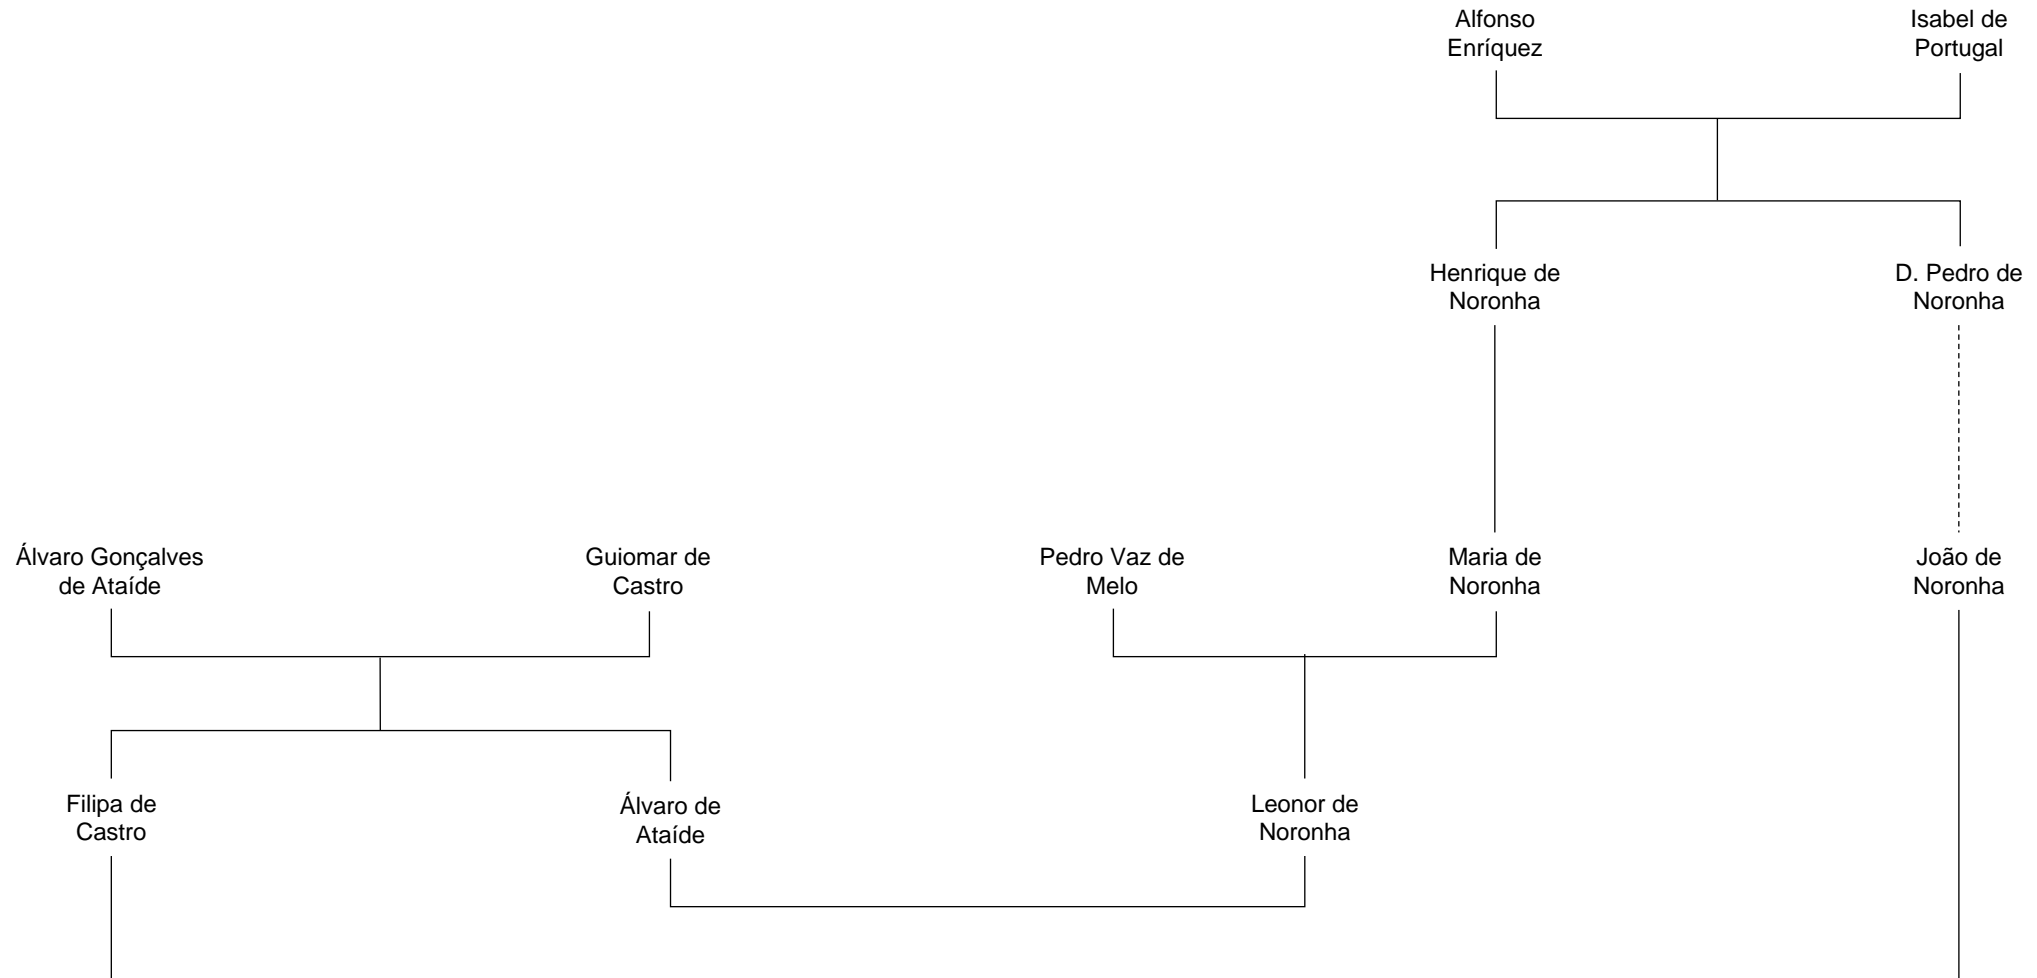 Alfonso
Enríquez
Isabel de
Portugal
Henrique de
Noronha
D. Pedro de
Noronha
Álvaro Gonçalves
de Ataíde
Guiomar de
Castro
Pedro Vaz de
Melo
Maria de
Noronha
João de
Noronha
Filipa de
Castro
Álvaro de
Ataíde
Leonor de
Noronha